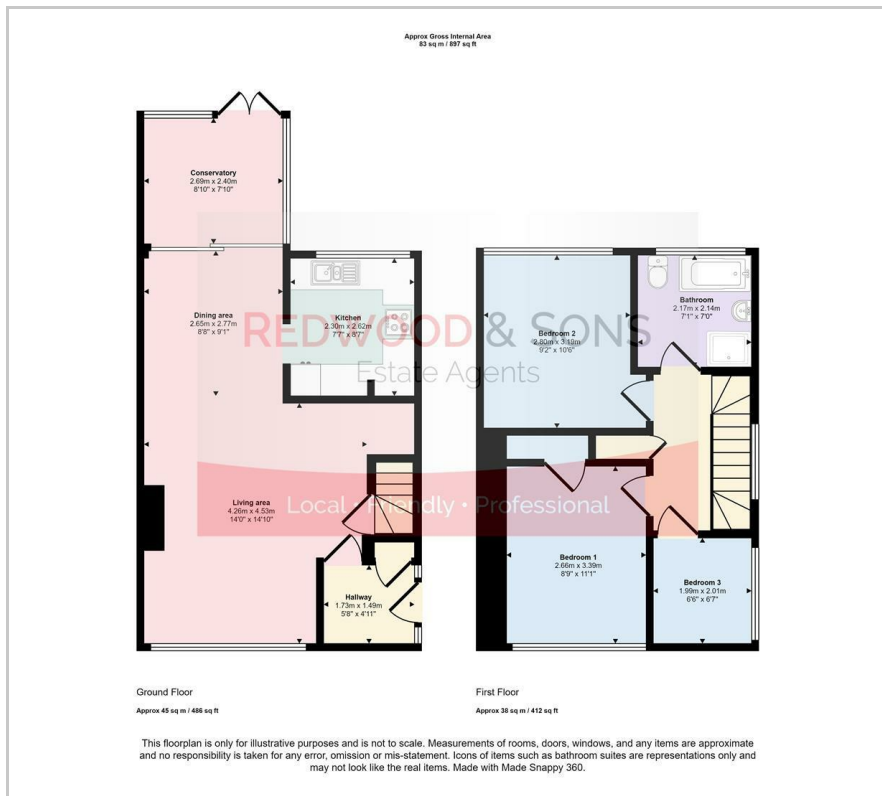 Approx Gross Internal Area
83 sq m / 897 sq ft
Conservatory
2.69m x 2.40m
8'10" x 7'10"
Dining area
2.65m x 2.77m
8'8" x 9'1"
Kitchen
2.30m x 2.62m
7'7" x 8'7"
Living area
4.26m x 4.53m
14'0" x 14'10"
Hallway
1.73m x 1.49m
5'8" x 4'11"
Bedroom 2
2.80m x 3.19m
9'2" x 10'6"
Bathroom
2.17m x 2.14m
7'1" x 7'0"
Bedroom 1
2.66m x 3.39m
8'9" x 11'1"
Bedroom 3
1.99m x 2.01m
6'6" x 6'7"
REDWOOD & SONS
Estate Agents
Local • Friendly • Professional
Ground Floor
Approx 45 sq m / 486 sq ft
First Floor
Approx 38 sq m / 412 sq ft
This floorplan is only for illustrative purposes and is not to scale. Measurements of rooms, doors, windows, and any items are approximate
and no responsibility is taken for any error, omission or mis-statement. Icons of items such as bathroom suites are representations only and
may not look like the real items. Made with Made Snappy 360.